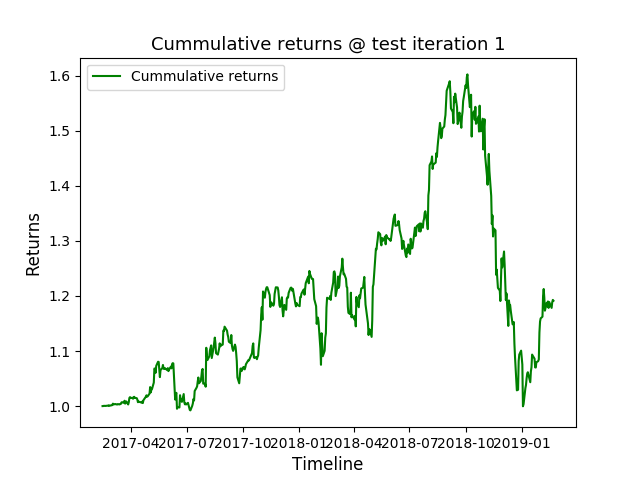 Cummulative returns @ test iteration 1
Cummulative returns
1.6
1.5
1.4
1.3
1.2
1.1
1.0
Returns
2017-04 2017-07 2017-10 2018-01 2018-04 2018-07 2018-10 2019-01
Timeline